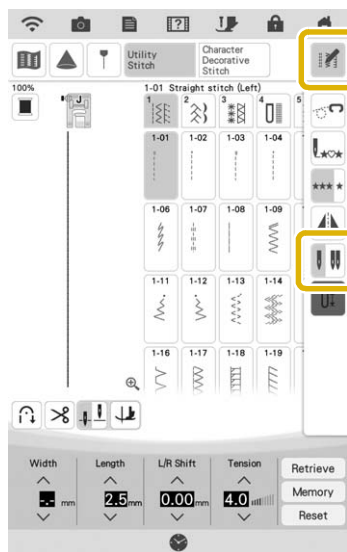 Utility
Stitch
Character
Decorative
Stitch
100%
1-01 Straight stitch (Left)
J
1 2 3 4 5
1-01 1-02 1-03 1-04
1-06 1-07 1-08 1-09
1-11 1-12 1-13 1-14
1-16 1-17 1-18 1-19
Width Length L/R Shift Tension
-.- mm 2.5 mm 0.00 mm 4.0
Retrieve
Memory
Reset